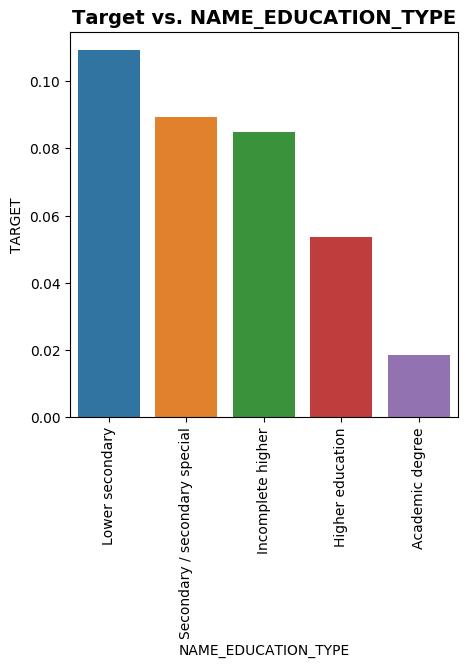 Target vs. NAME_EDUCATION_TYPE
TARGET
0.10
0.08
0.06
0.04
0.02
0.00
Lower secondary
Secondary / secondary special
Incomplete higher
Higher education
Academic degree
NAME_EDUCATION_TYPE